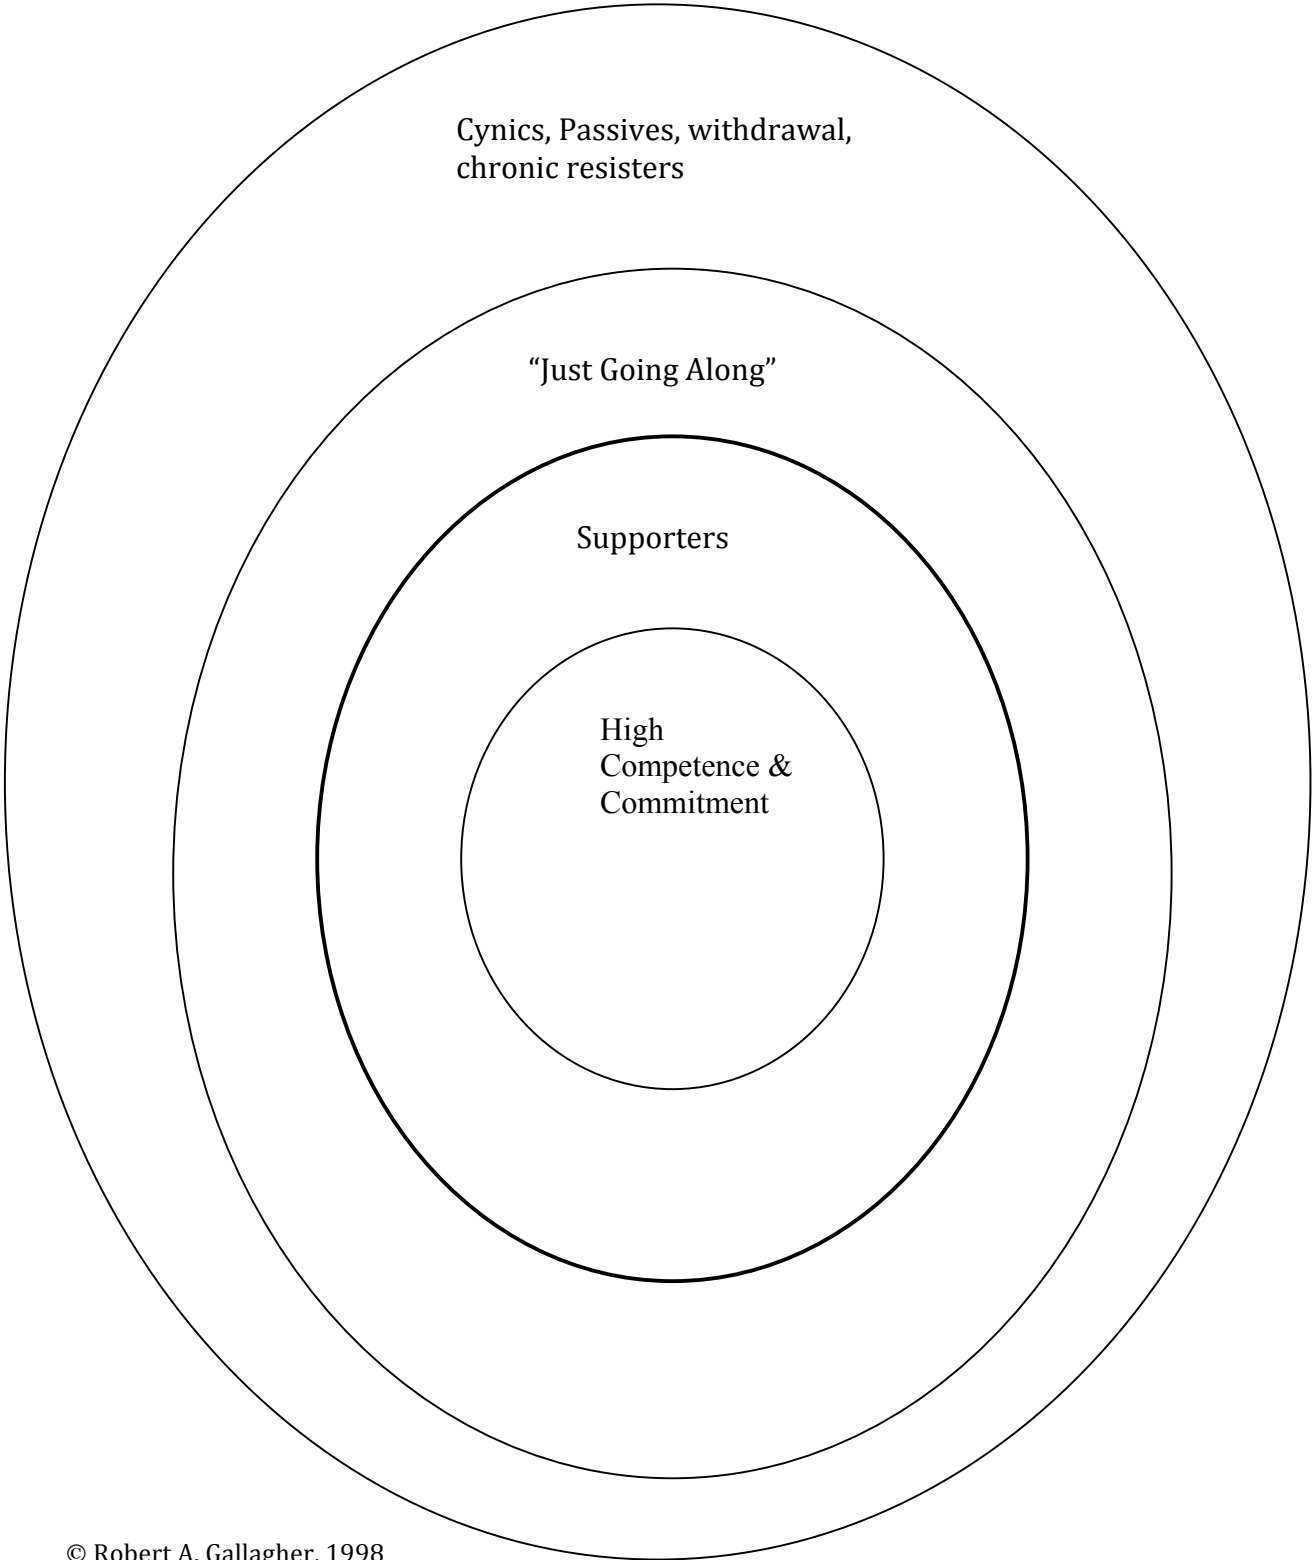 Cynics, Passives, withdrawal,
chronic resisters
“Just Going Along”
Supporters
High
Competence &
Commitment
© Robert A. Gallagher, 1998